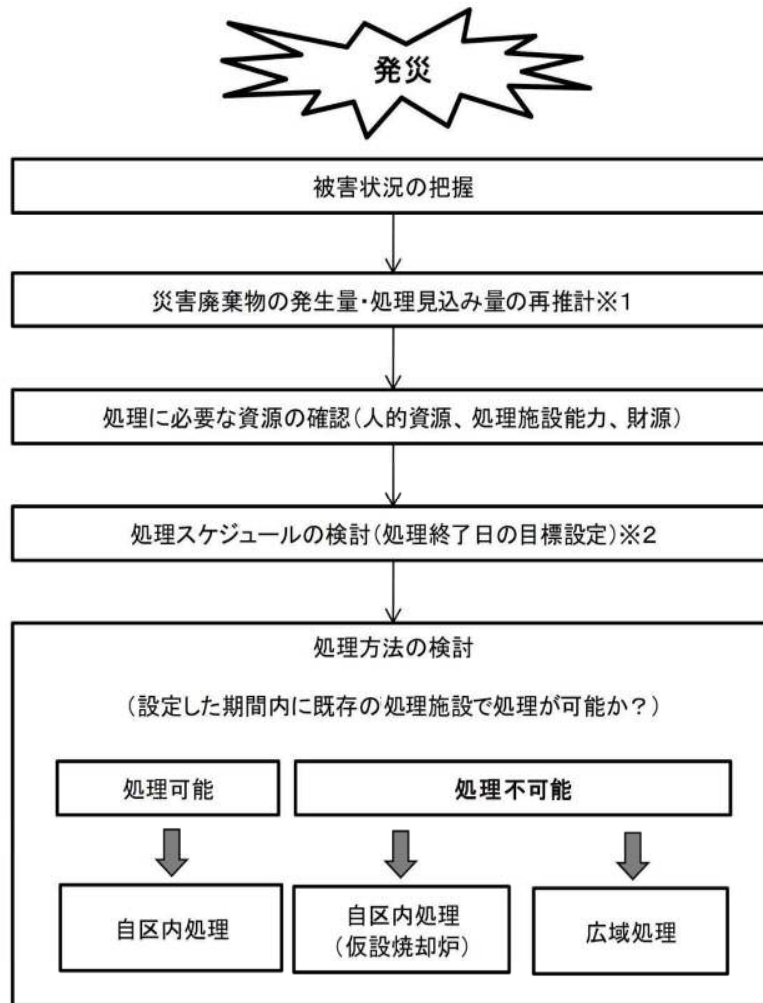 発災
被害状況の把握
災害廃棄物の発生量・処理見込み量の再推計※1
処理に必要な資源の確認(人的資源、処理施設能力、財源)
処理スケジュールの検討(処理終了日の目標設定)※2
処理方法の検討
(設定した期間内に既存の処理施設で処理が可能か?)
処理可能
処理不可能
自区内処理
自区内処理
(仮設焼却炉)
広域処理